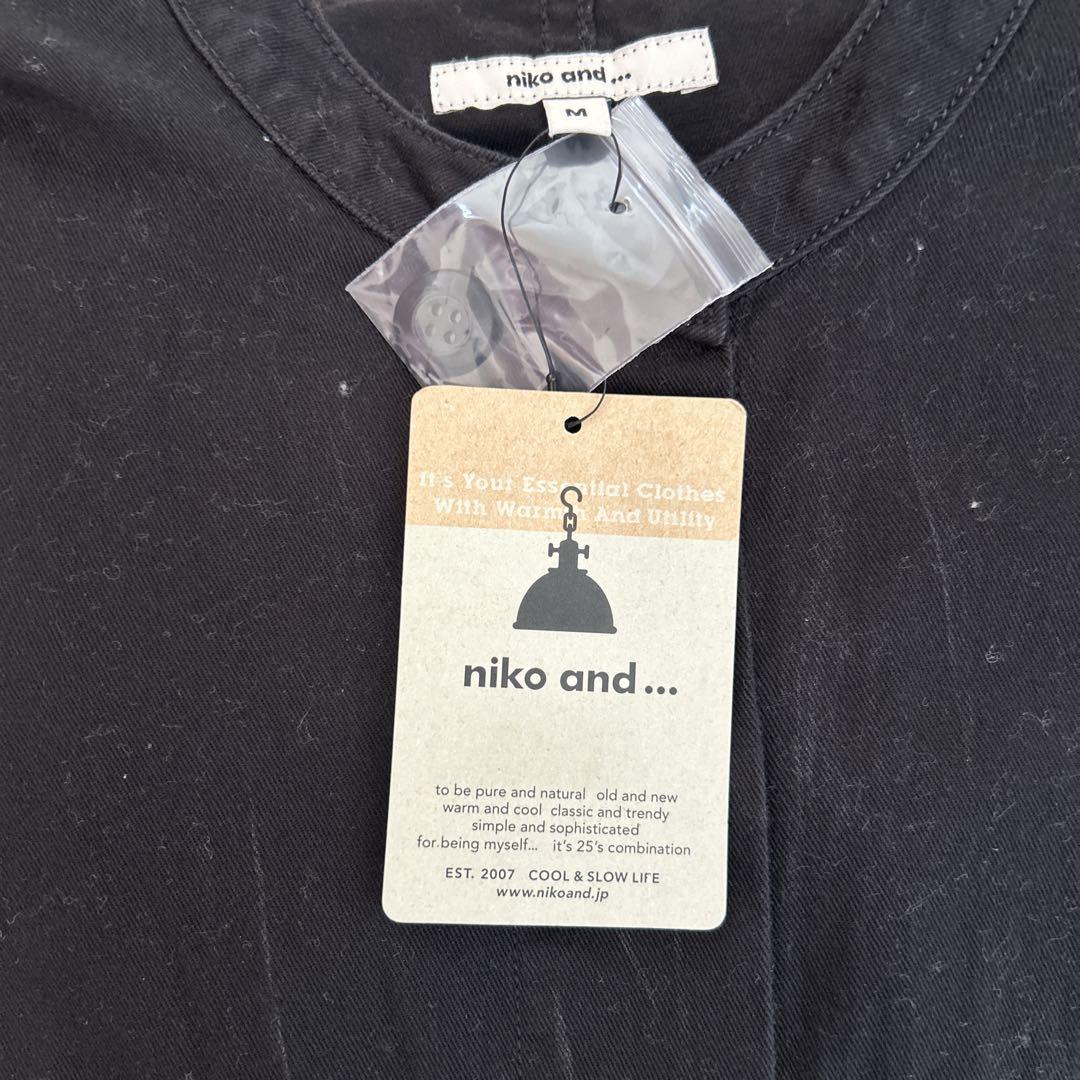 niko and...
M
It's Your Essential Clothes
With Warmth And Utility
niko and...
to be pure and natural old and new
warm and cool classic and trendy
simple and sophisticated
for being myself... it's 25's combination
EST. 2007 COOL & SLOW LIFE
www.nikoand.jp